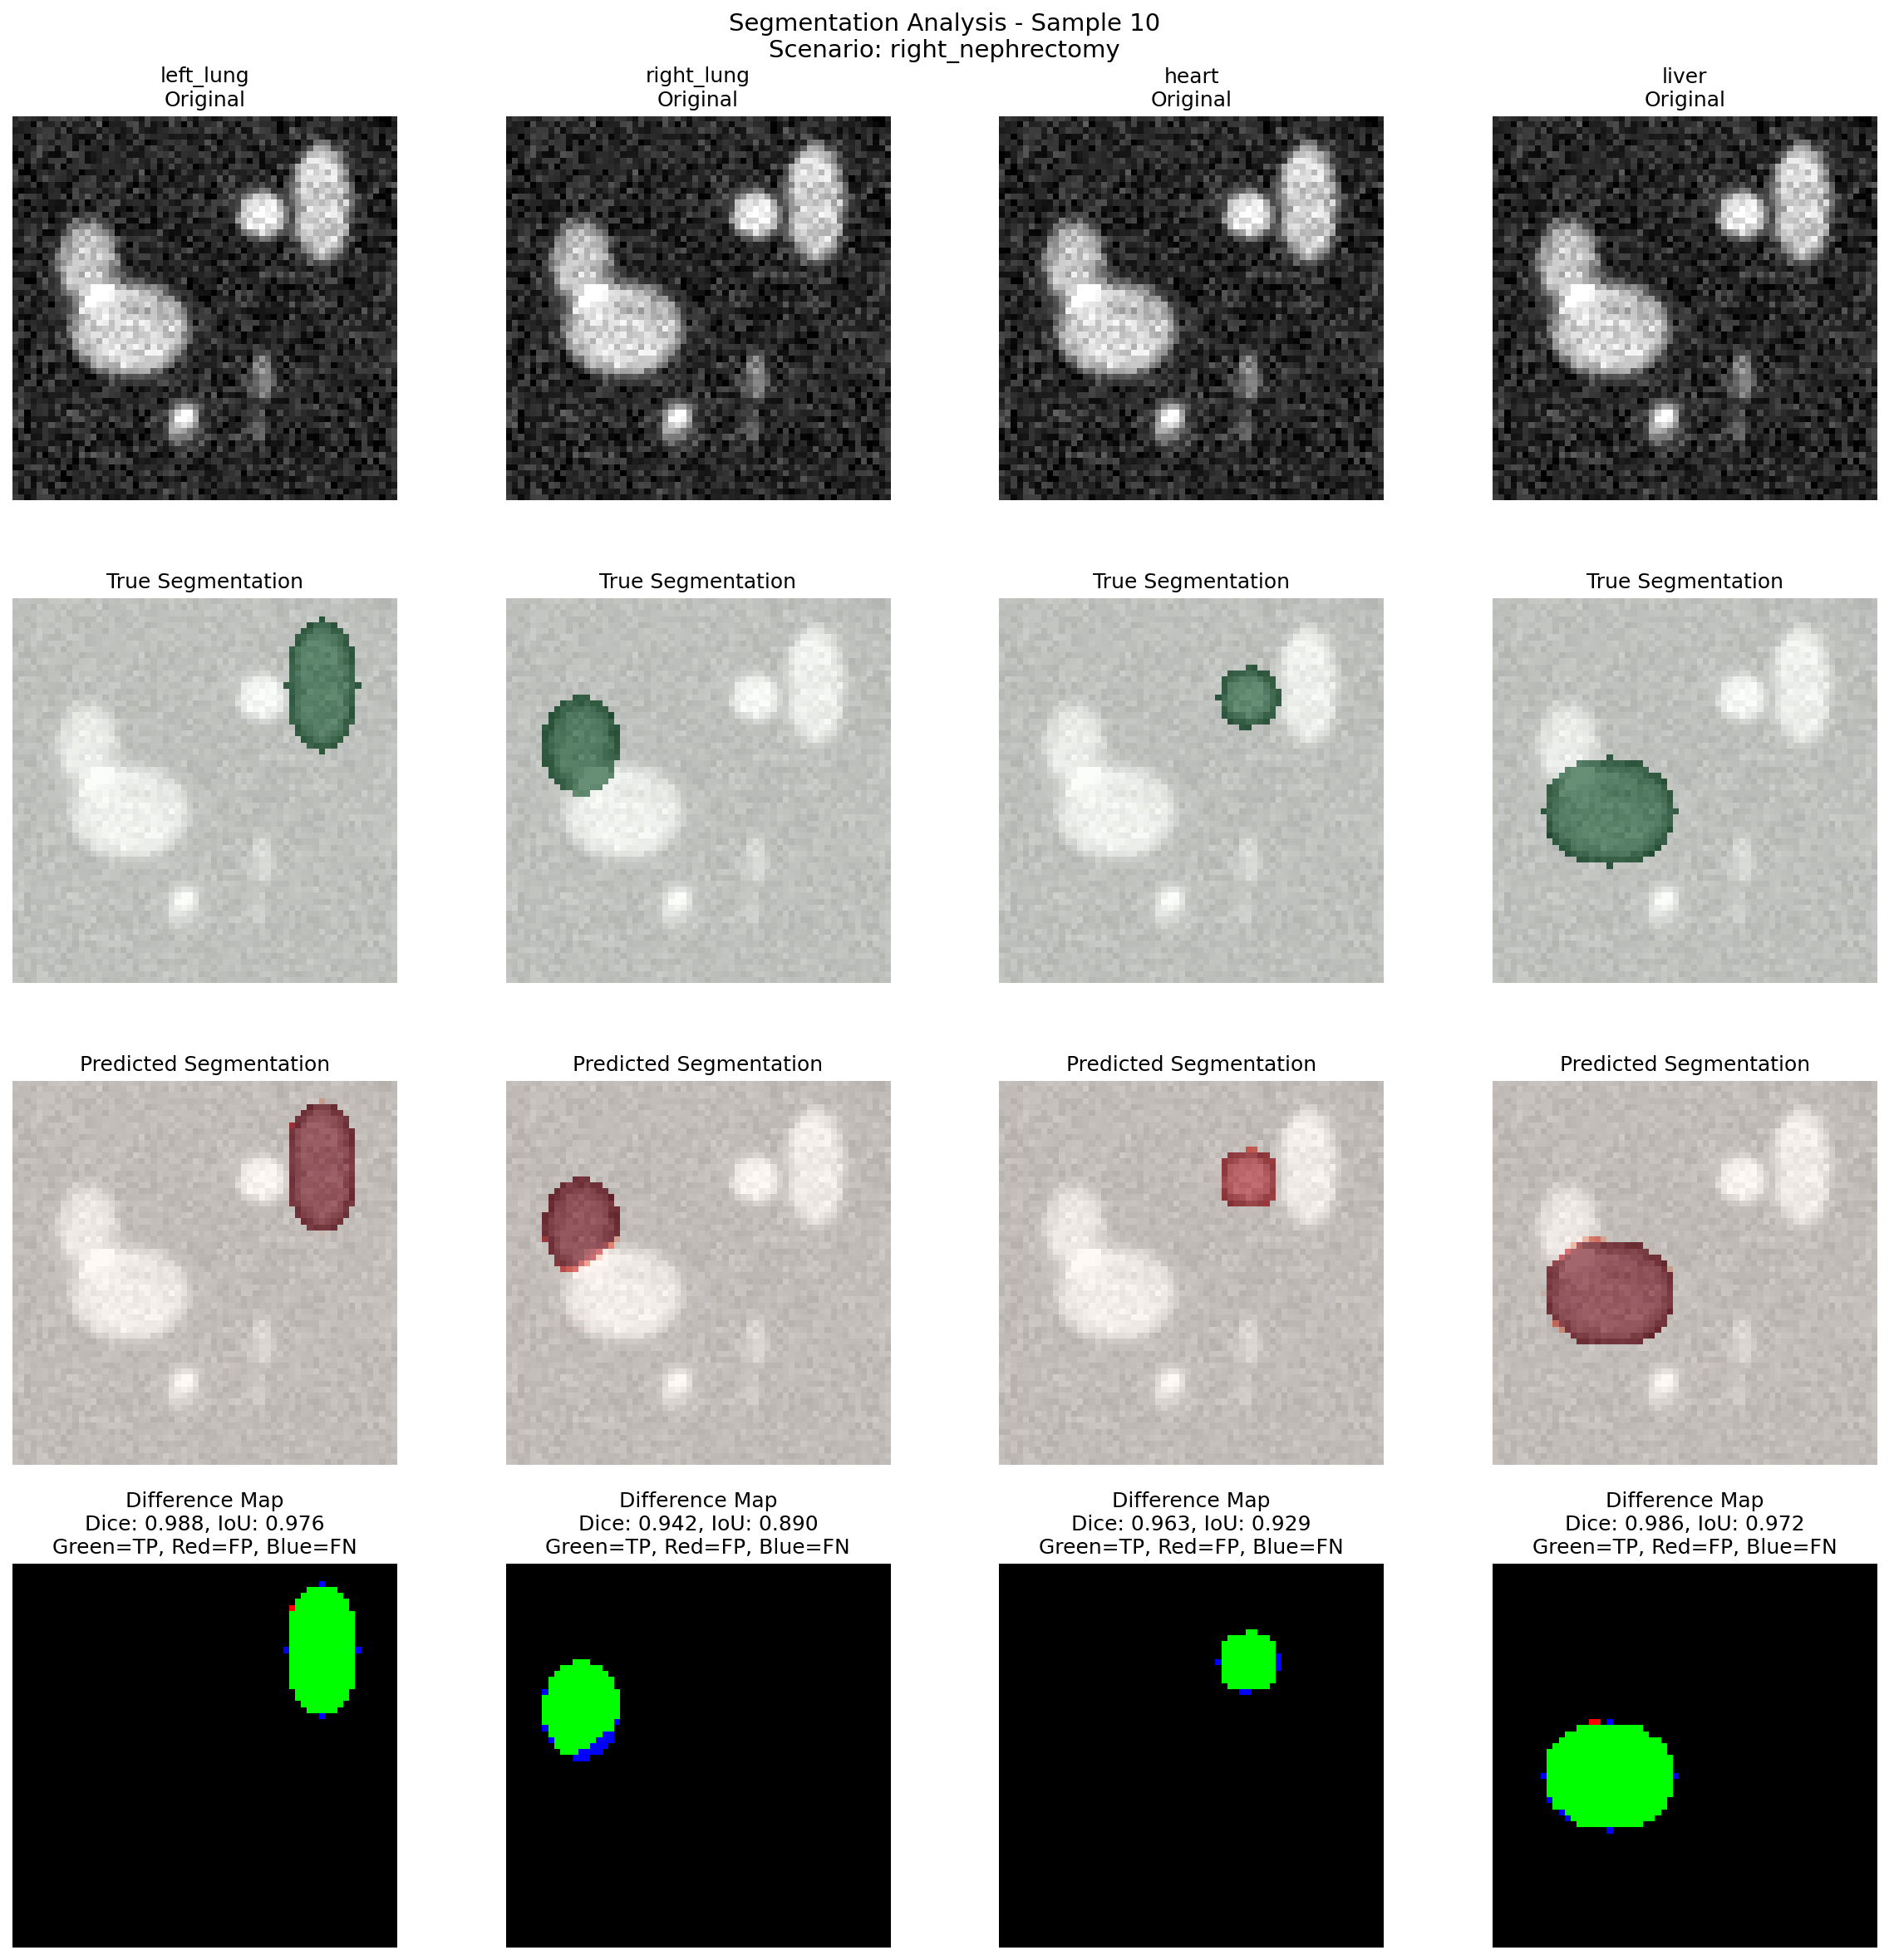 Segmentation Analysis - Sample 10
Scenario: right_nephrectomy
left_lung
Original
right_lung
Original
heart
Original
liver
Original
True Segmentation
True Segmentation
True Segmentation
True Segmentation
Predicted Segmentation
Predicted Segmentation
Predicted Segmentation
Predicted Segmentation
Difference Map
Dice: 0.988, IoU: 0.976
Green=TP, Red=FP, Blue=FN
Difference Map
Dice: 0.942, IoU: 0.890
Green=TP, Red=FP, Blue=FN
Difference Map
Dice: 0.963, IoU: 0.929
Green=TP, Red=FP, Blue=FN
Difference Map
Dice: 0.986, IoU: 0.972
Green=TP, Red=FP, Blue=FN